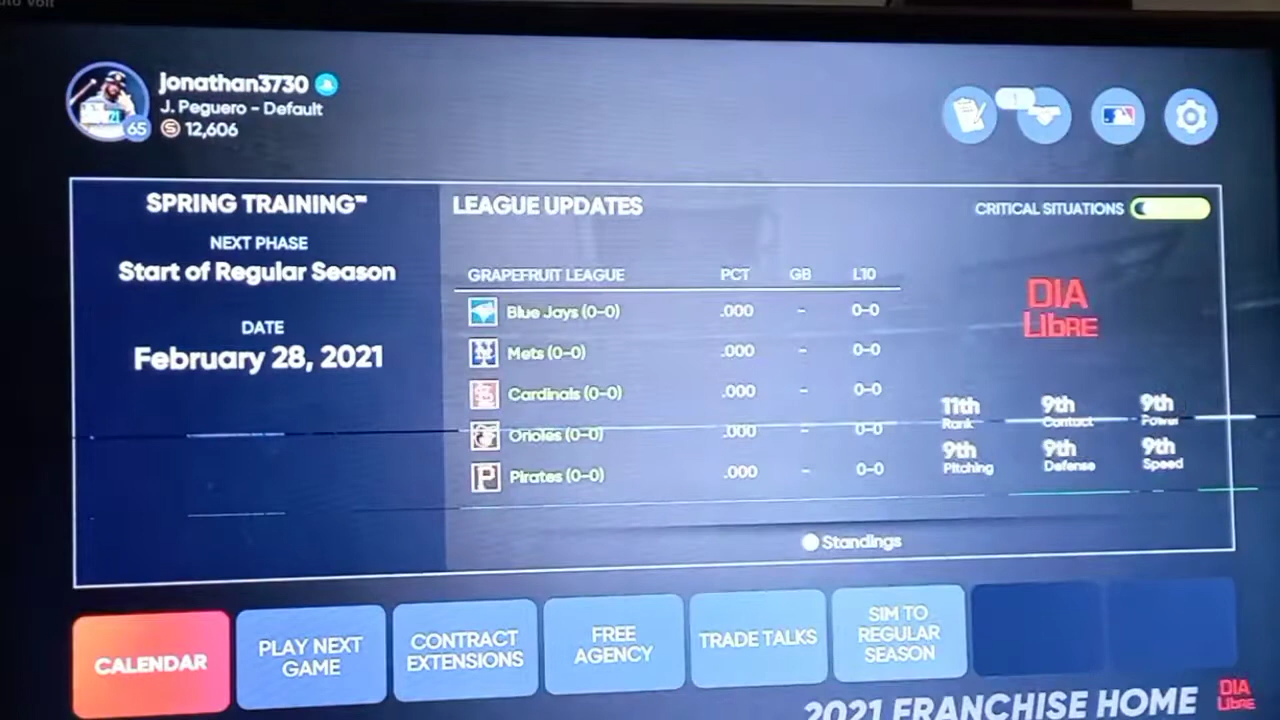 jonathan3730
J. Peguero - Default
65
12,606
1
SPRING TRAINING™
NEXT PHASE
Start of Regular Season
DATE
February 28, 2021
LEAGUE UPDATES
CRITICAL SITUATIONS
GRAPEFRUIT LEAGUE PCT GB L10
Blue Jays (0-0) .000 - 0-0
Mets (0-0) .000 - 0-0
Cardinals (0-0) .000 - 0-0
Orioles (0-0) .000 - 0-0
Pirates (0-0) .000 - 0-0
DIA
LibRE
11th 9th 9th
Rank Contact Power
9th 9th 9th
Pitching Defense Speed
Standings
CALENDAR
PLAY NEXT
GAME
CONTRACT
EXTENSIONS
FREE
AGENCY
TRADE TALKS
SIM TO
REGULAR
SEASON
2021 FRANCHISE HOME
DIA
LibRE